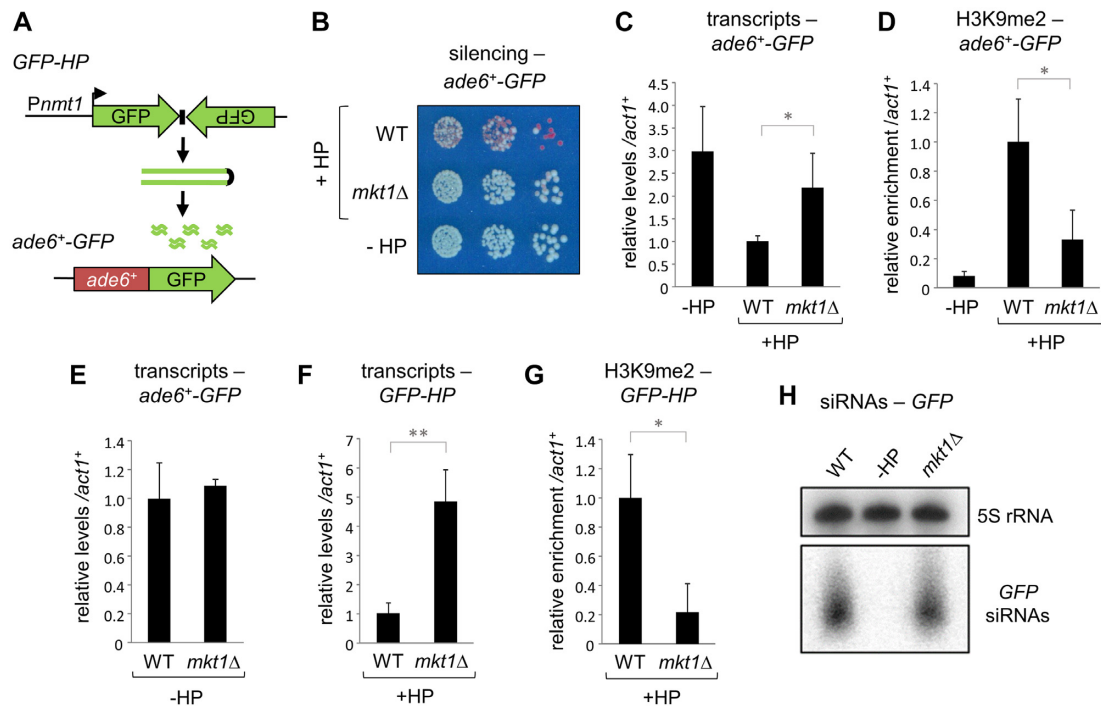 A
GFP-HP
Pnmt1
GFP
GFP
ade6+-GFP
ade6+
GFP
B
silencing –
ade6+-GFP
+ HP
WT
mkt1Δ
- HP
C
transcripts –
ade6+-GFP
relative levels /act1+
4.5
4.0
3.5
3.0
2.5
2.0
1.5
1.0
0.5
0.0
*
-HP
WT
mkt1Δ
+HP
D
H3K9me2 –
ade6+-GFP
relative enrichment /act1+
1.4
1.2
1.0
0.8
0.6
0.4
0.2
0
*
-HP
WT
mkt1Δ
+HP
E
transcripts –
ade6+-GFP
relative levels /act1+
1.4
1.2
1.0
0.8
0.6
0.4
0.2
0
WT
mkt1Δ
-HP
F
transcripts –
GFP-HP
relative levels /act1+
7
6
5
4
3
2
1
0
**
WT
mkt1Δ
+HP
G
H3K9me2 –
GFP-HP
relative enrichment /act1+
1.4
1.2
1.0
0.8
0.6
0.4
0.2
0
*
WT
mkt1Δ
+HP
H
siRNAs – GFP
WT
-HP
mkt1Δ
5S rRNA
GFP
siRNAs